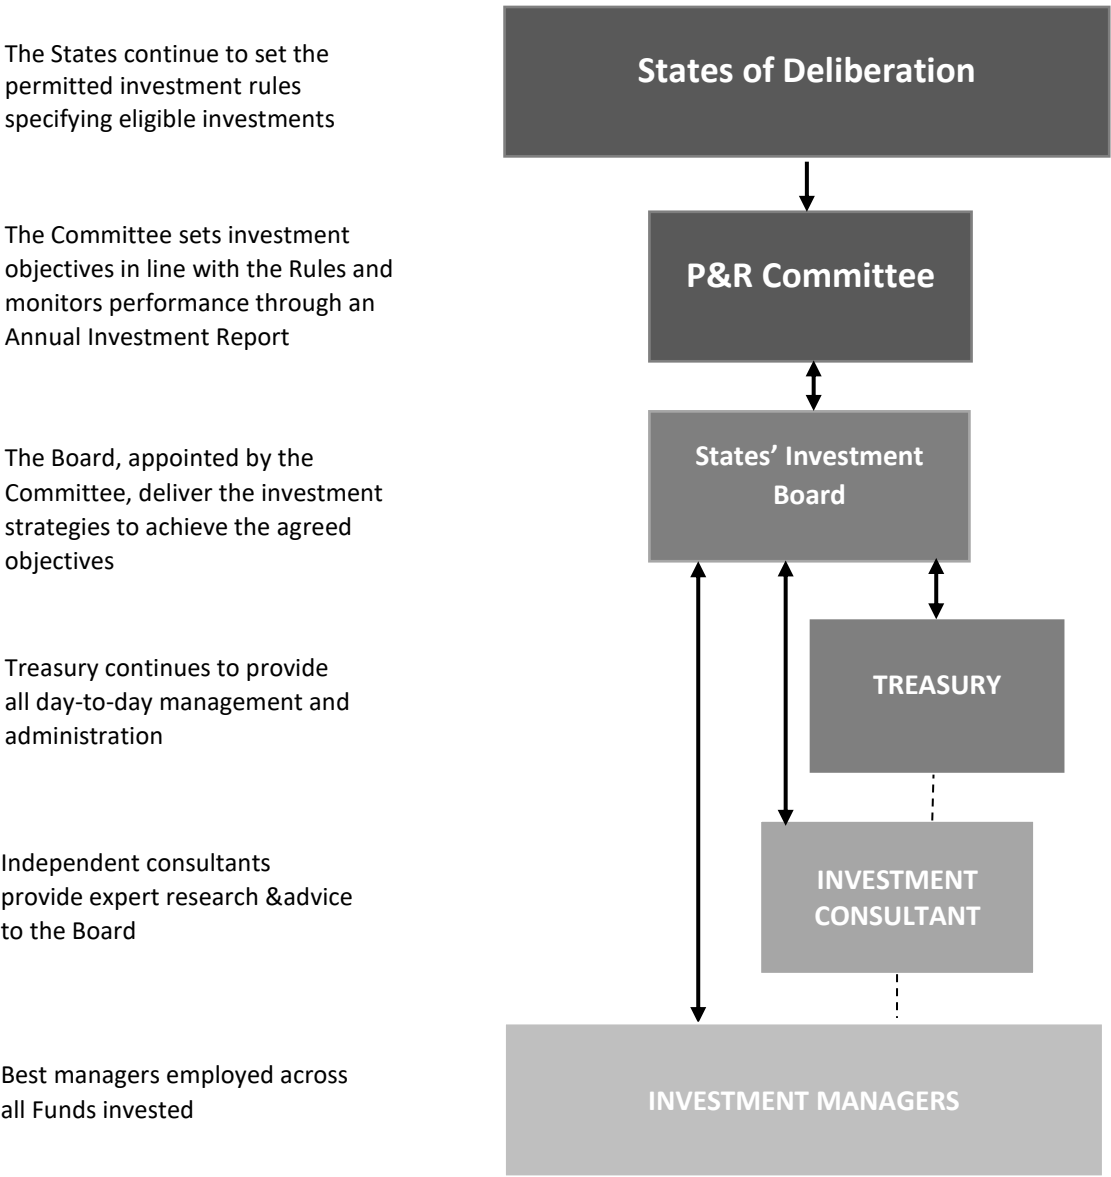 The States continue to set the
permitted investment rules
specifying eligible investments
States of Deliberation
The Committee sets investment
objectives in line with the Rules and
monitors performance through an
Annual Investment Report
P&R Committee
The Board, appointed by the
Committee, deliver the investment
strategies to achieve the agreed
objectives
States’ Investment
Board
Treasury continues to provide
all day-to-day management and
administration
TREASURY
Independent consultants
provide expert research &advice
to the Board
INVESTMENT
CONSULTANT
Best managers employed across
all Funds invested
INVESTMENT MANAGERS